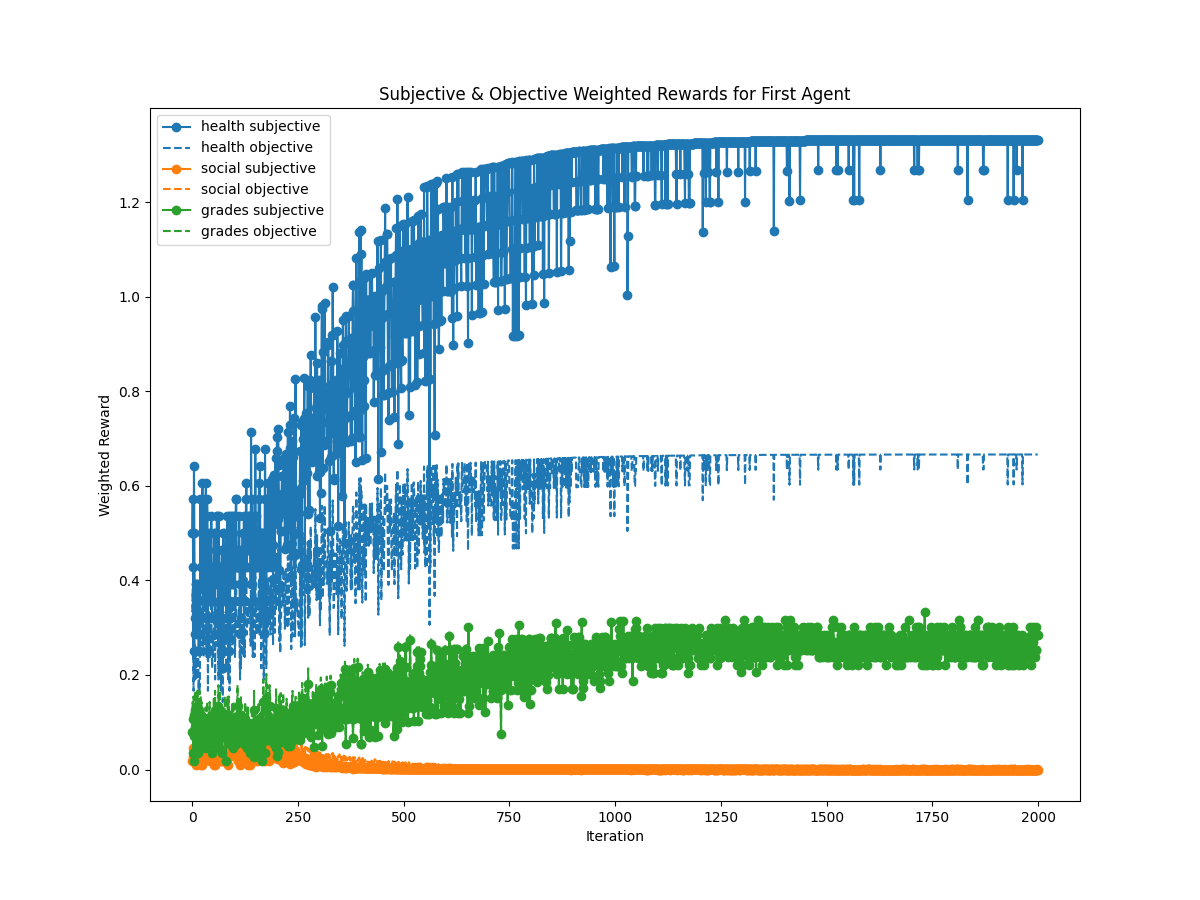 Subjective & Objective Weighted Rewards for First Agent
health subjective
health objective
social subjective
social objective
grades subjective
grades objective
Weighted Reward
1.2
1.0
0.8
0.6
0.4
0.2
0.0
0
250
500
750
1000
1250
1500
1750
2000
Iteration